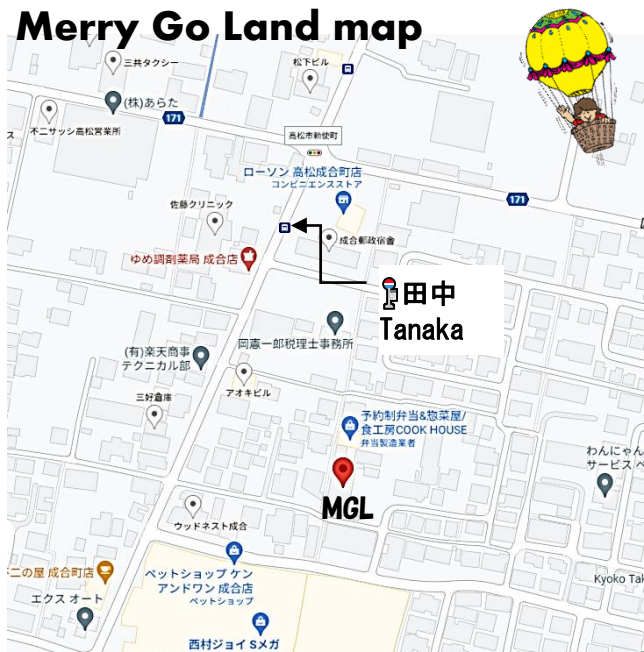 Merry Go Land map
三共タクシー
松下ビル
(株)あらた
不二サッシ高松営業所
171
高松市勅使町
ローソン 高松成合町店
コンビニエンスストア
171
佐藤クリニック
成合郵政宿舎
ゆめ調剤薬局 成合店
田中
Tanaka
岡憲一郎税理士事務所
(有)楽天商事
テクニカル部
アオキビル
三好倉庫
予約制弁当&惣菜屋/
食工房COOK HOUSE
弁当製造業者
わんにゃん
サービス ペ
MGL
ウッドネスト成合
ペットショップ ケン
アンドワン 成合店
ペットショップ
二の屋 成合町店
エクス オート
Kyoko Tak
西村ジョイ Sメガ